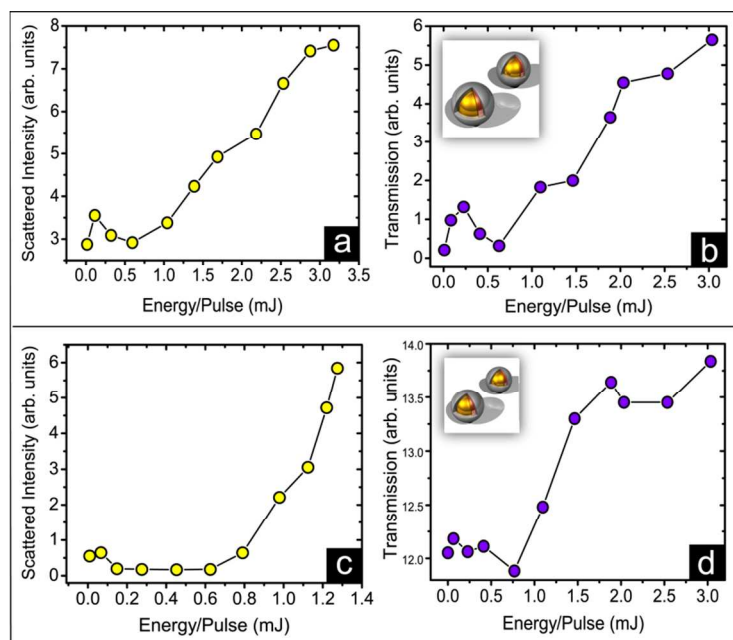 Scattered Intensity (arb. units)
8
7
6
5
4
3
0.0 0.5 1.0 1.5 2.0 2.5 3.0 3.5
Energy/Pulse (mJ)
a
Transmission (arb. units)
6
5
4
3
2
1
0
0.0 0.5 1.0 1.5 2.0 2.5 3.0
Energy/Pulse (mJ)
b
Scattered Intensity (arb. units)
6
5
4
3
2
1
0
0.0 0.2 0.4 0.6 0.8 1.0 1.2 1.4
Energy/Pulse (mJ)
c
Transmission (arb. units)
14.0
13.5
13.0
12.5
12.0
0.0 0.5 1.0 1.5 2.0 2.5 3.0
Energy/Pulse (mJ)
d